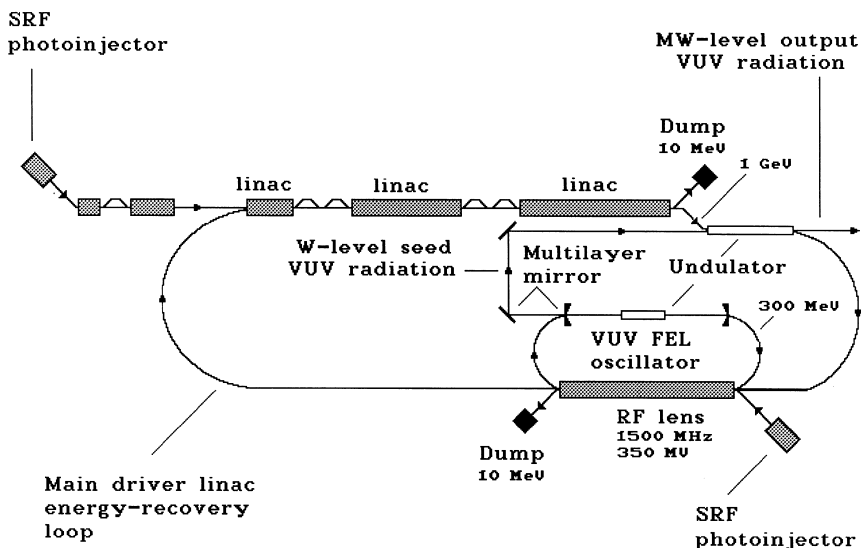 SRF
photoinjector
MW-level output
VUV radiation
Dump
10 MeV
1 GeV
linac
linac
linac
W-level seed
VUV radiation
Multilayer
mirror
Undulator
300 MeV
VUV FEL
oscillator
RF lens
1500 MHz
350 MV
Dump
10 MeV
Main driver linac
energy-recovery
loop
SRF
photoinjector